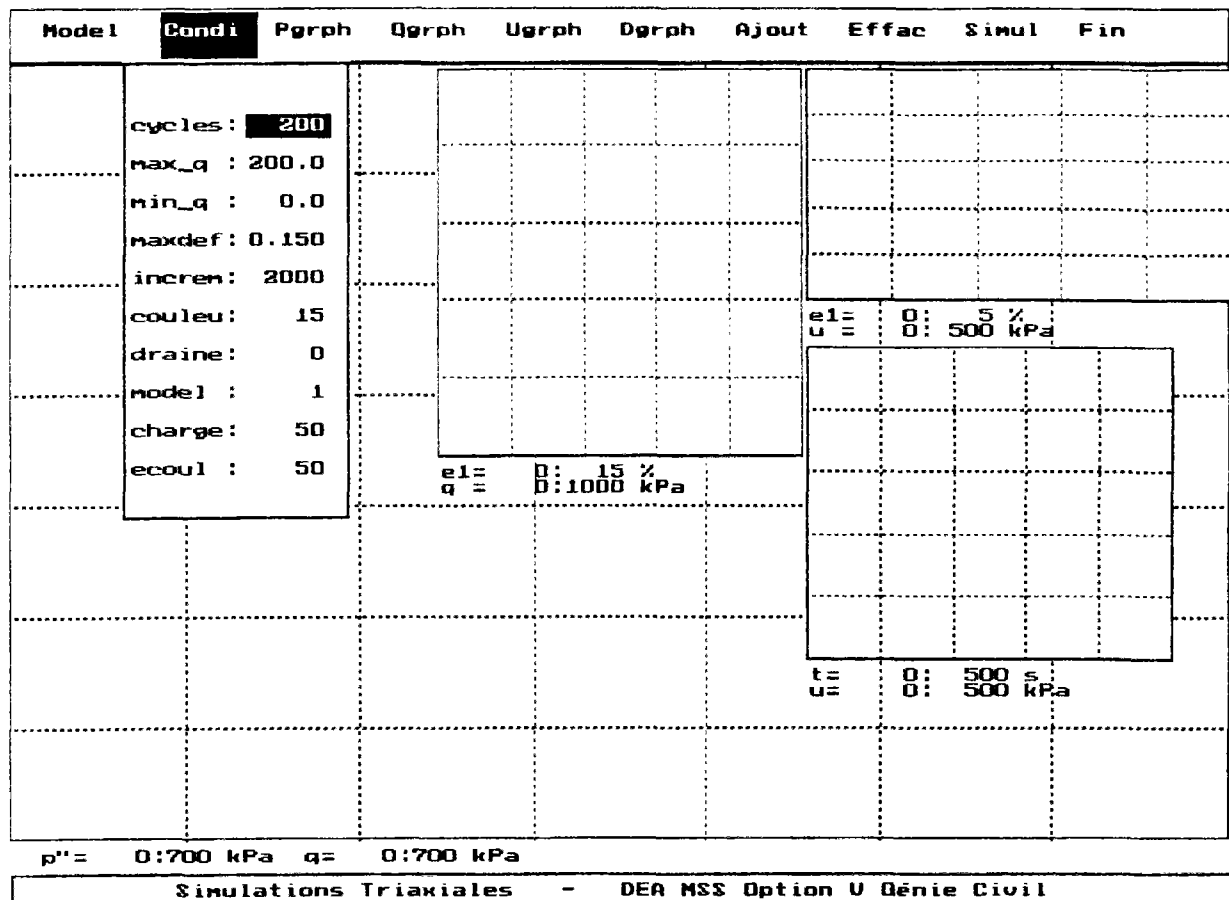 Model Condi Pgrph Qgrph Ugrph Dgrph Ajout Effac Simul Fin
cycles: 200
max_q : 200.0
min_q : 0.0
maxdef: 0.150
increm: 2000
couleu: 15
draine: 0
model : 1
charge: 50
ecoul : 50
e1= 0: 15 %
q = 0:1000 kPa
e1= 0: 5 %
u = 0: 500 kPa
t= 0: 500 s
u= 0: 500 kPa
p"= 0:700 kPa q= 0:700 kPa
Simulations Triaxiales - DEA MSS Option V Génie Civil